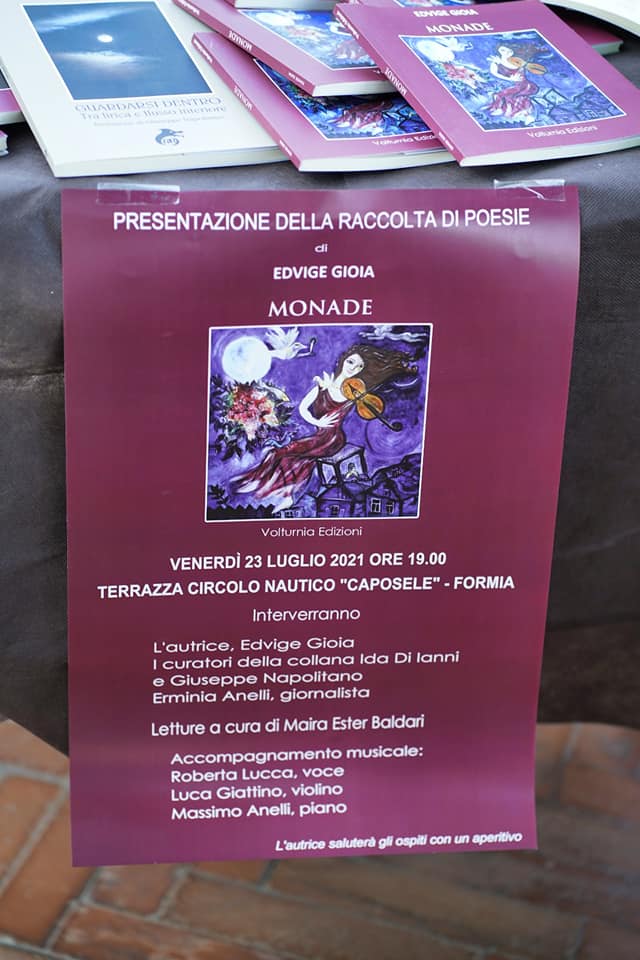 GUARDARSI DENTRO
Tra lirica e flusso interiore
MONADE
EDVIGE GIOIA
MONADE
MONADE
Volturnia Edizioni
PRESENTAZIONE DELLA RACCOLTA DI POESIE
di
EDVIGE GIOIA
MONADE
Volturnia Edizioni
VENERDÌ 23 LUGLIO 2021 ORE 19.00
TERRAZZA CIRCOLO NAUTICO "CAPOSELE" - FORMIA
Interverranno
L'autrice, Edvige Gioia
I curatori della collana Ida Di Ianni
e Giuseppe Napolitano
Erminia Anelli, giornalista
Letture a cura di Maira Ester Baldari
Accompagnamento musicale:
Roberta Lucca, voce
Luca Giattino, violino
Massimo Anelli, piano
L'autrice saluterà gli ospiti con un aperitivo